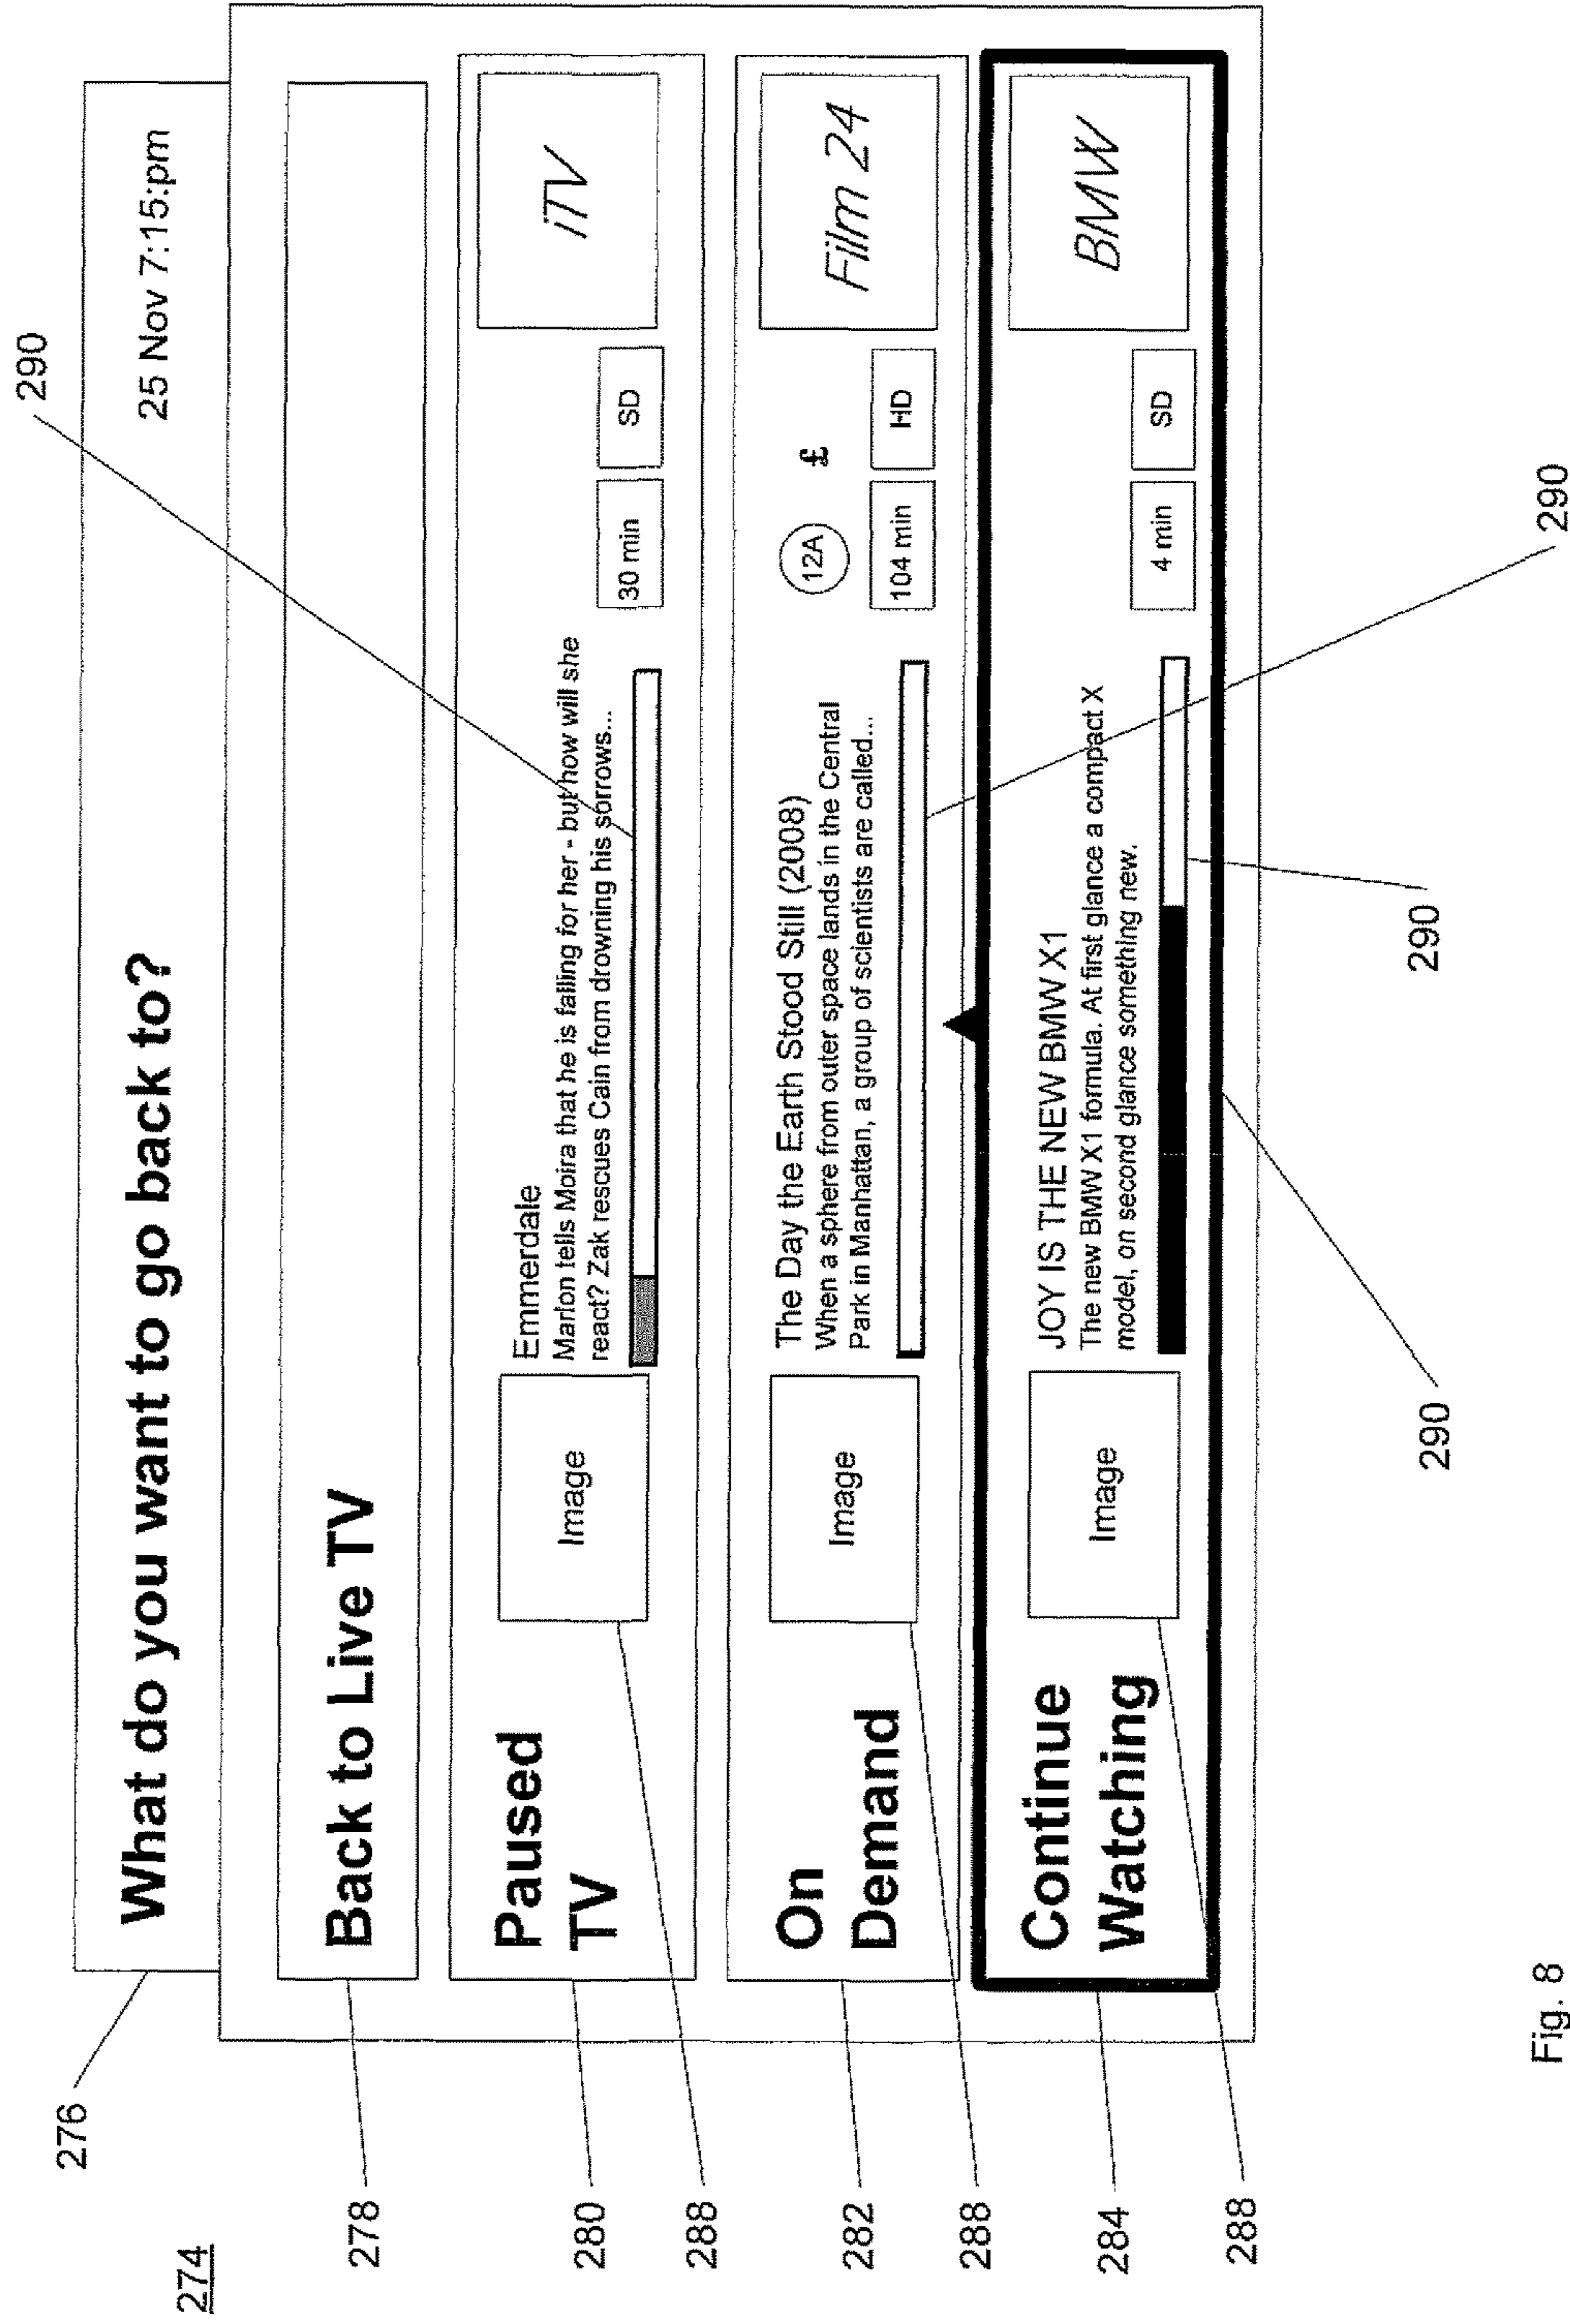 274
276
What do you want to go back to?
25 Nov 7:15:pm
290
278
Back to Live TV
280
Paused
TV
288
Image
Emmerdale
Marlon tells Moira that he is falling for her - but how will she
react? Zak rescues Cain from drowning his sorrows...
30 min
SD
iTV
282
On
Demand
288
Image
The Day the Earth Stood Still (2008)
When a sphere from outer space lands in the Central
Park in Manhattan, a group of scientists are called...
12A
£
104 min
HD
Film 24
284
Continue
Watching
288
Image
JOY IS THE NEW BMW X1
The new BMW X1 formula. At first glance a compact X
model, on second glance something new.
4 min
SD
BMW
290
290
290
Fig. 8